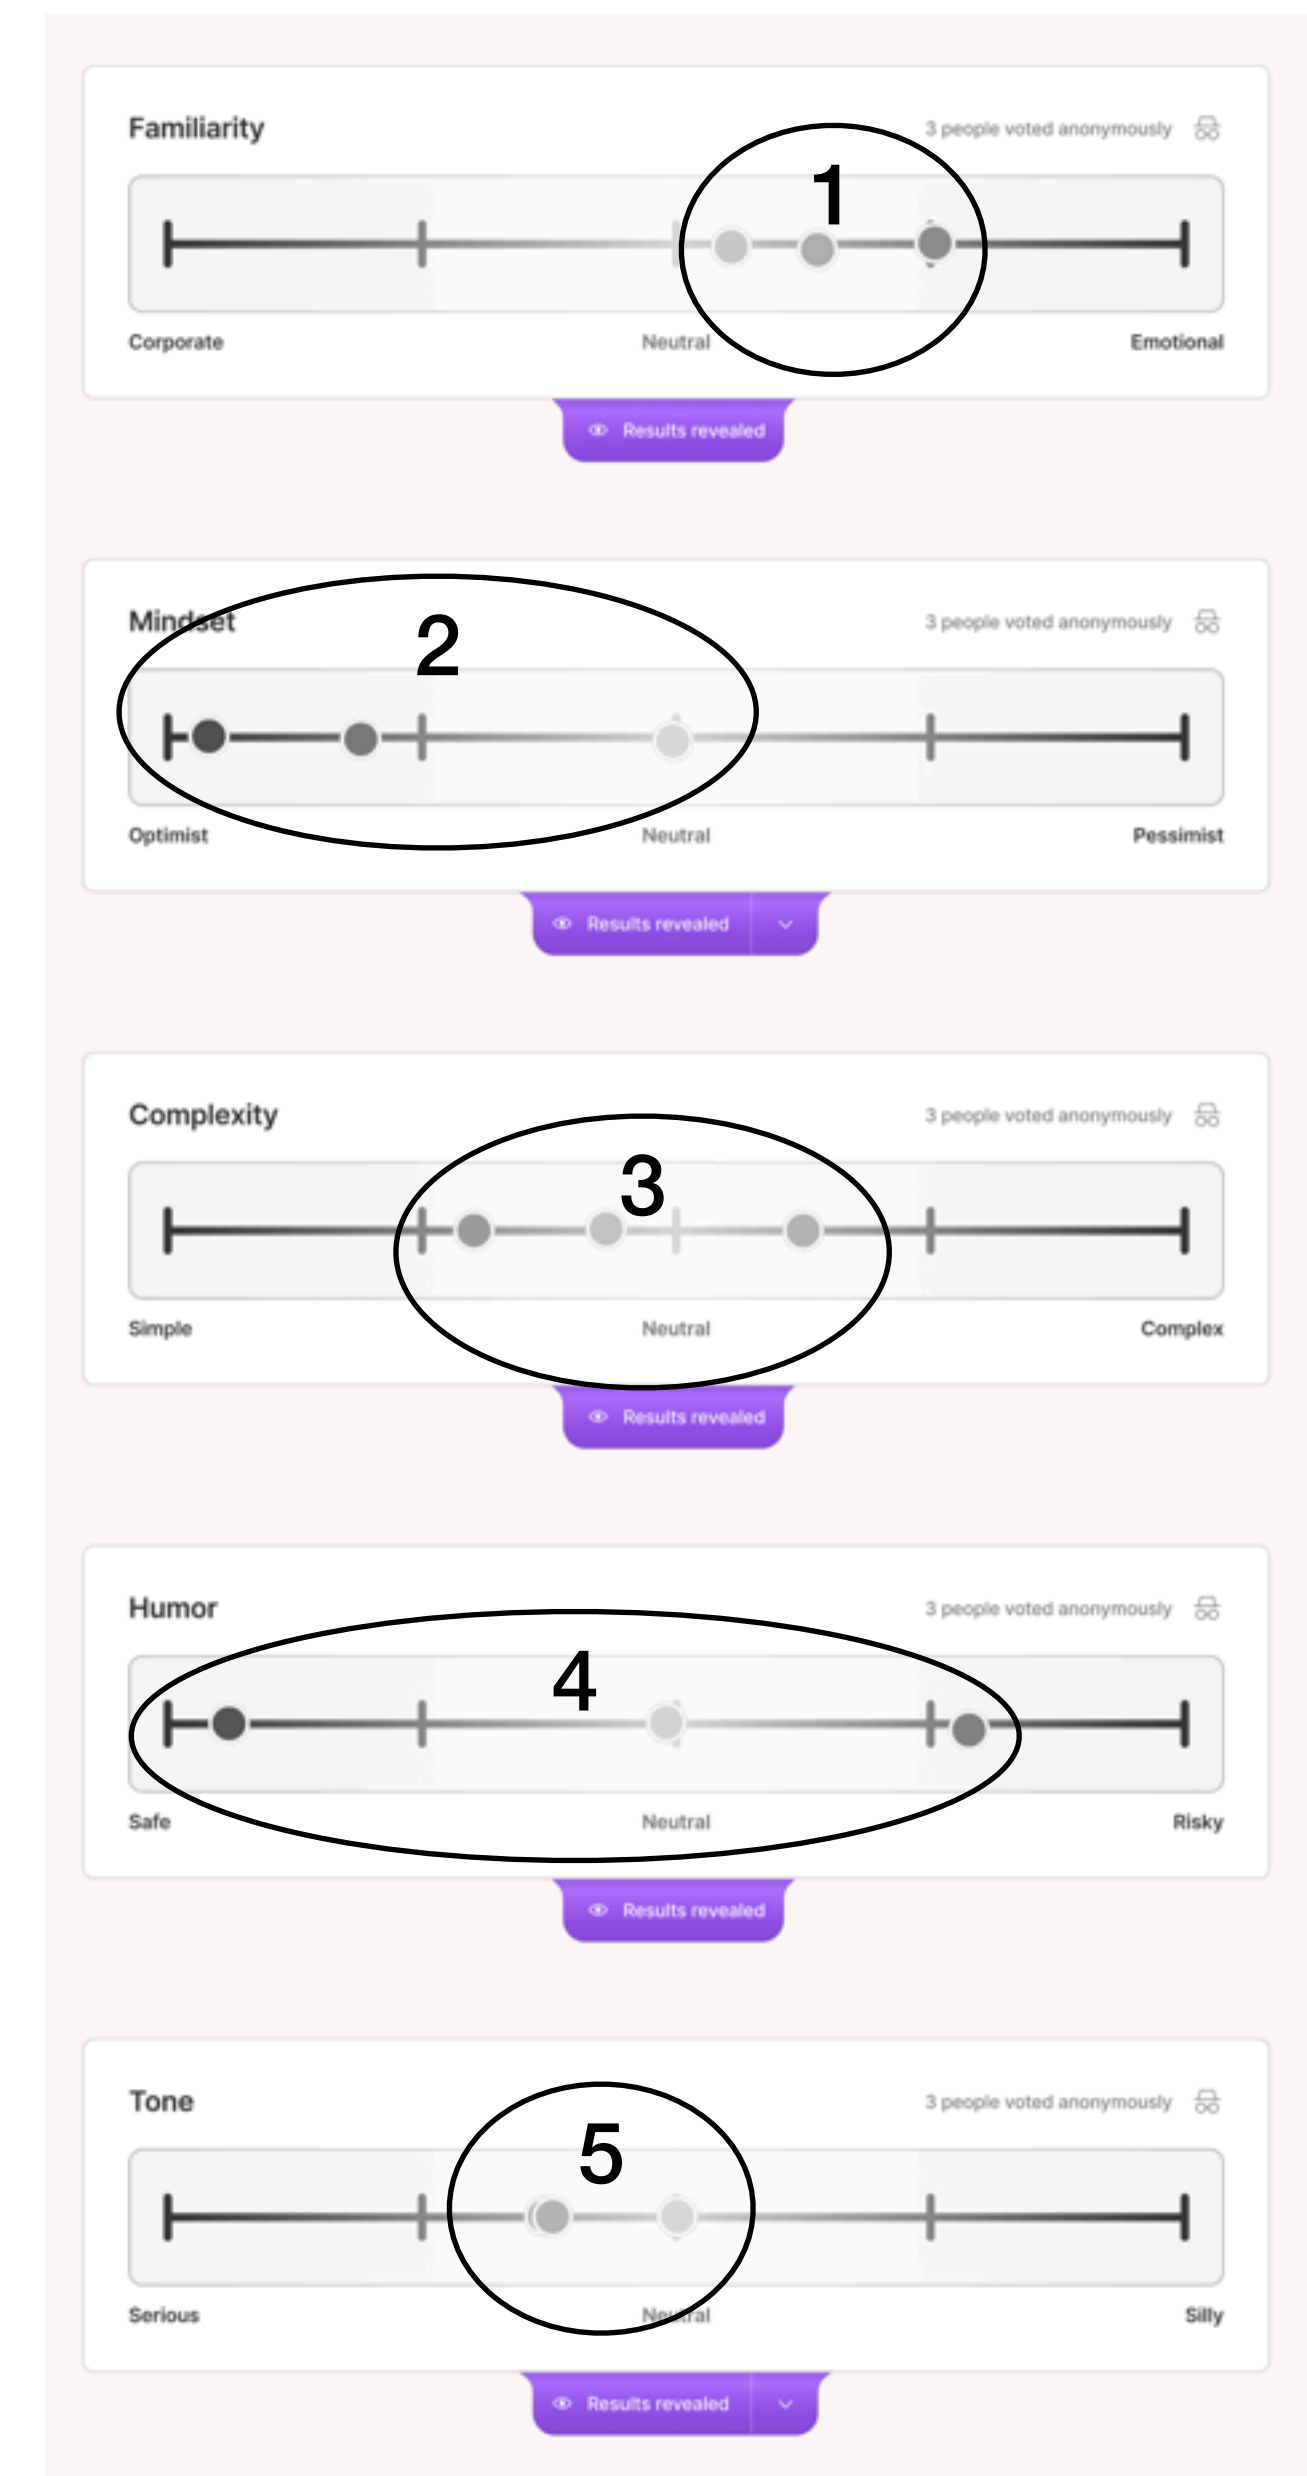 Familiarity
3 people voted anonymously
1
Corporate
Neutral
Emotional
Results revealed
Mindset
3 people voted anonymously
2
Optimist
Neutral
Pessimist
Results revealed
Complexity
3 people voted anonymously
3
Simple
Neutral
Complex
Results revealed
Humor
3 people voted anonymously
4
Safe
Neutral
Risky
Results revealed
Tone
3 people voted anonymously
5
Serious
Neutral
Silly
Results revealed